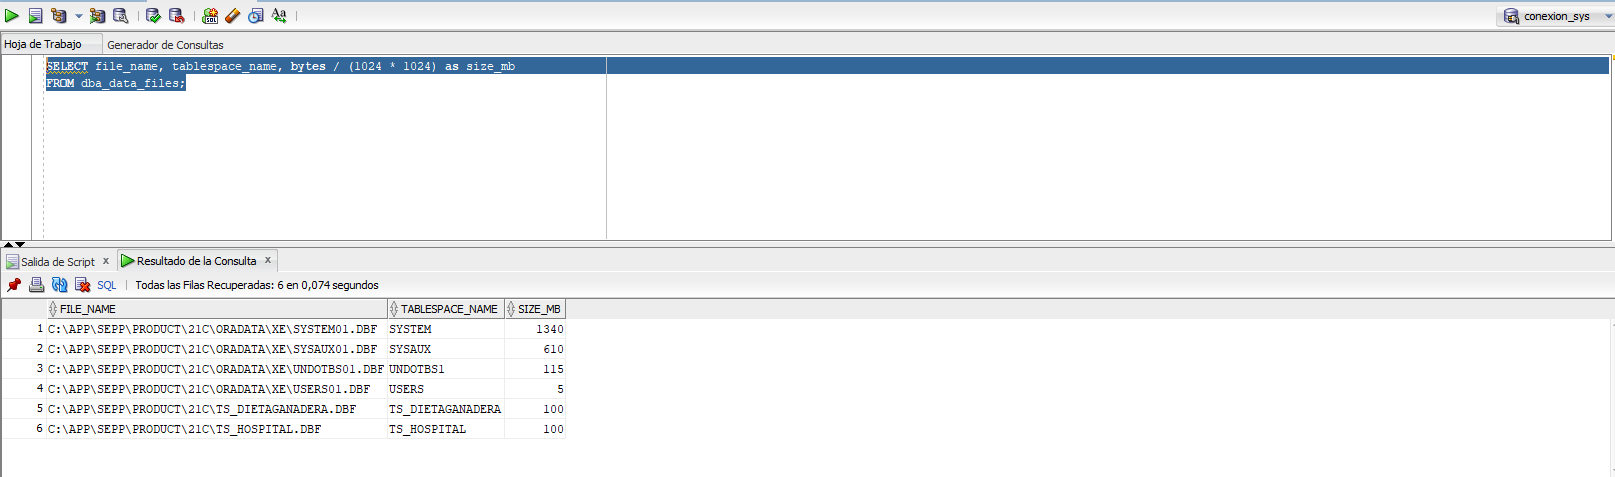 SQL
conexion_sys
Hoja de Trabajo Generador de Consultas
SELECT file_name, tablespace_name, bytes / (1024 * 1024) as size_mb
FROM dba_data_files;
Salida de Script x Resultado de la Consulta x
SQL Todas las Filas Recuperadas: 6 en 0,074 segundos
FILE_NAME TABLESPACE_NAME SIZE_MB
1 C:\APP\SEPP\PRODUCT\21C\ORADATA\XE\SYSTEM01.DBF SYSTEM 1340
2 C:\APP\SEPP\PRODUCT\21C\ORADATA\XE\SYSAUX01.DBF SYSAUX 610
3 C:\APP\SEPP\PRODUCT\21C\ORADATA\XE\UNDOTBS01.DBF UNDOTBS1 115
4 C:\APP\SEPP\PRODUCT\21C\ORADATA\XE\USERS01.DBF USERS 5
5 C:\APP\SEPP\PRODUCT\21C\TS_DIETAGANADERA.DBF TS_DIETAGANADERA 100
6 C:\APP\SEPP\PRODUCT\21C\TS_HOSPITAL.DBF TS_HOSPITAL 100